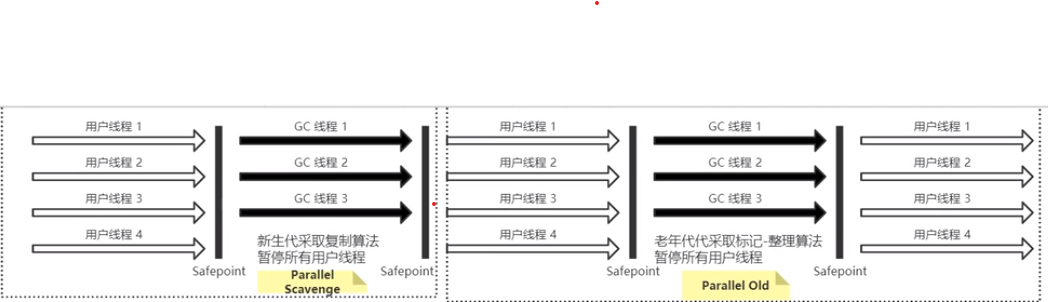 用户线程 1
GC 线程 1
用户线程 1
GC 线程 1
用户线程 1
用户线程 2
GC 线程 2
用户线程 2
GC 线程 2
用户线程 2
用户线程 3
GC 线程 3
用户线程 3
GC 线程 3
用户线程 3
用户线程 4
新生代采取复制算法
暂停所有用户线程
用户线程 4
老年代代采取标记-整理算法
暂停所有用户线程
用户线程 4
Safepoint
Safepoint
Safepoint
Safepoint
Parallel
Scavenge
Parallel Old